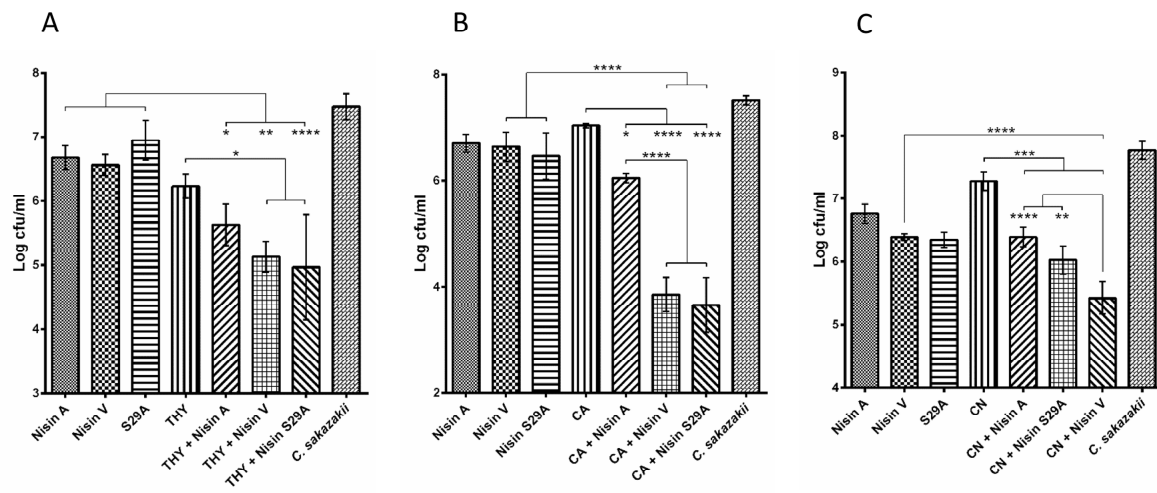 A
Log cfu/ml
8
7
6
5
4
3
*
**
****
*
Nisin A
Nisin V
S29A
THY
THY + Nisin A
THY + Nisin V
THY + Nisin S29A
C. sakazakii
B
Log cfu/ml
8
6
4
2
****
*
****
****
****
Nisin A
Nisin V
Nisin S29A
CA
CA + Nisin A
CA + Nisin V
CA + Nisin S29A
C. sakazakii
C
Log cfu/ml
9
8
7
6
5
4
****
***
****
**
Nisin A
Nisin V
S29A
CN
CN + Nisin A
CN + Nisin S29A
CN + Nisin V
C. sakazakii